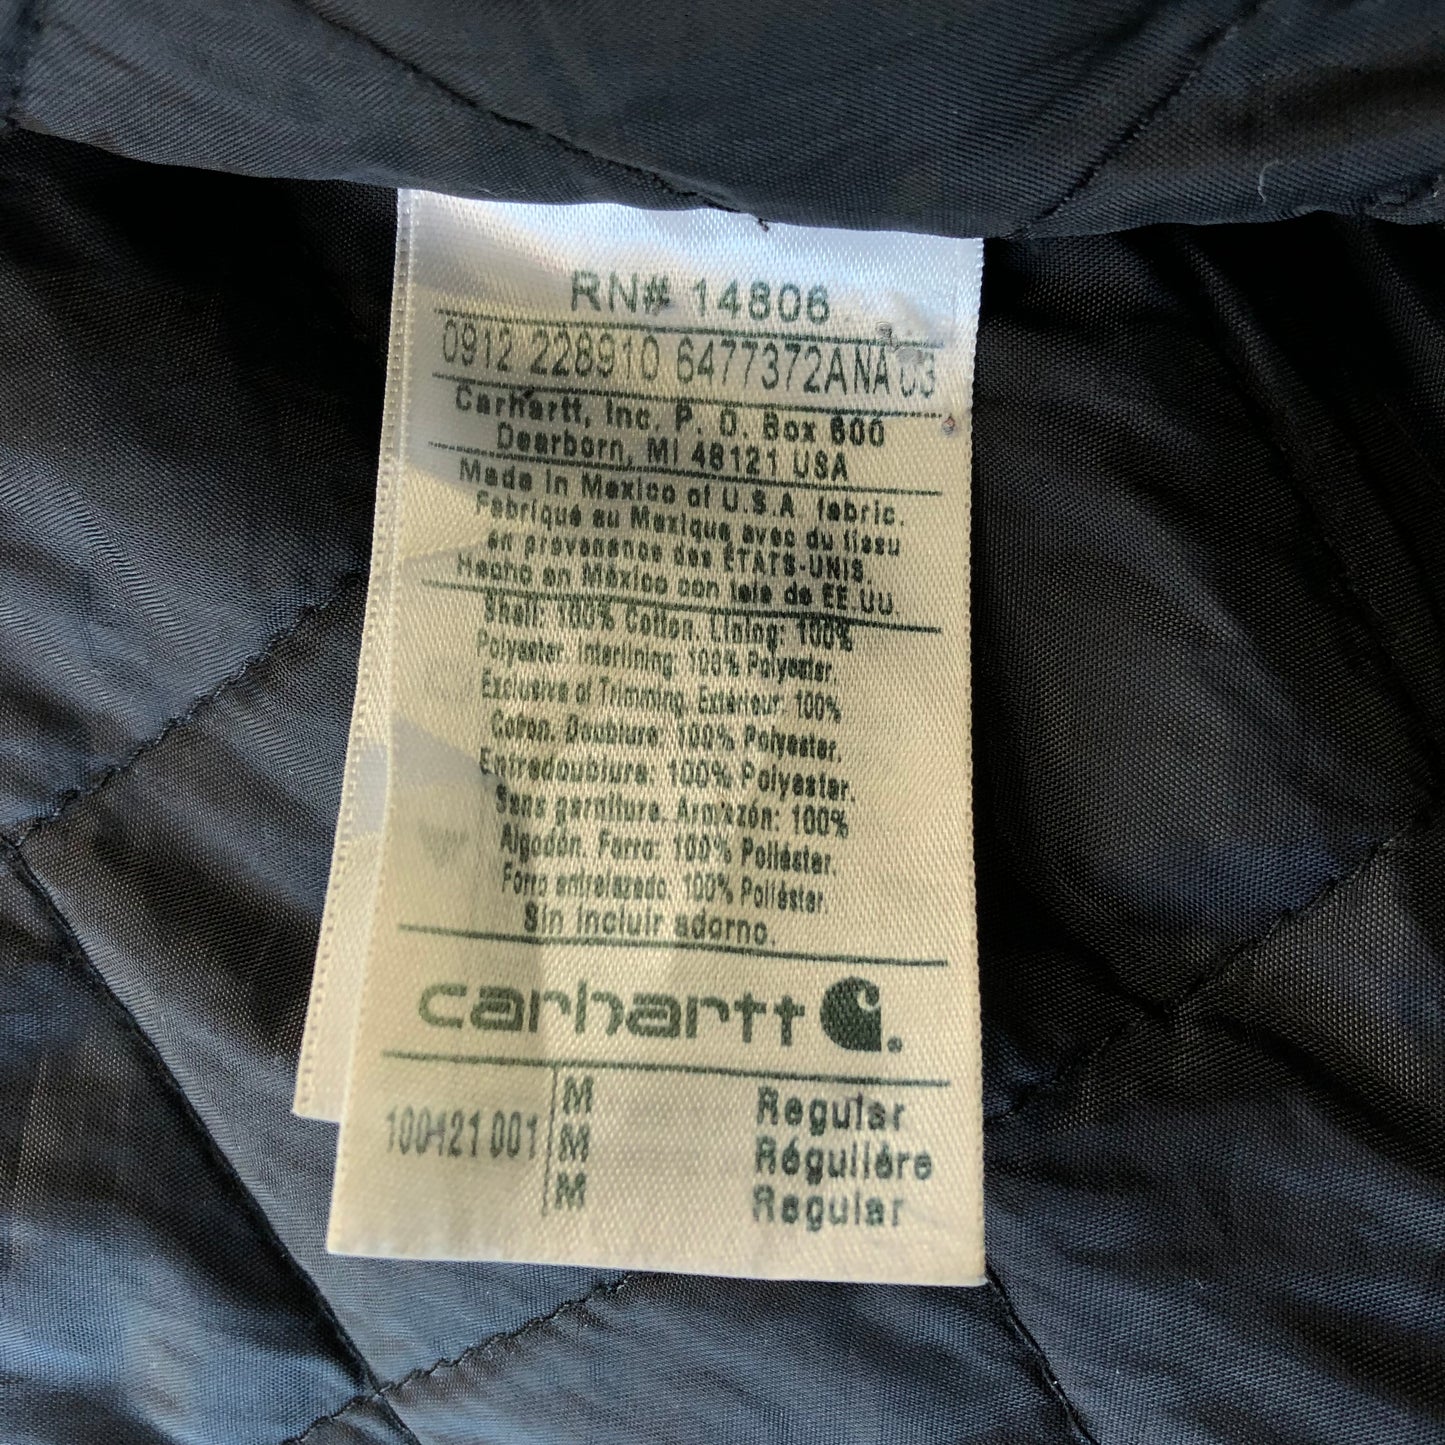 RN# 14806
0912 228910 6477372A NA 03
Carhartt, Inc. P. O. Box 600
Dearborn, MI 48121 USA
Made in Mexico of U.S.A. fabric.
Fabriqué au Mexique avec du tissu
en provenance des ÉTATS-UNIS.
Hecho en México con tela de EE.UU.
Shell: 100% Cotton. Lining: 100%
Polyester. Interlining: 100% Polyester.
Exclusive of Trimming. Exterieur: 100%
Coton. Doublure: 100% Polyester.
Entredoublure: 100% Polyester.
Sans garniture. Armazón: 100%
Algodón. Forro: 100% Poliéster.
Forro entrelazado: 100% Poliéster.
Sin incluir adorno.
carhartt
100421 001
M Regular
M Régulière
M Regular